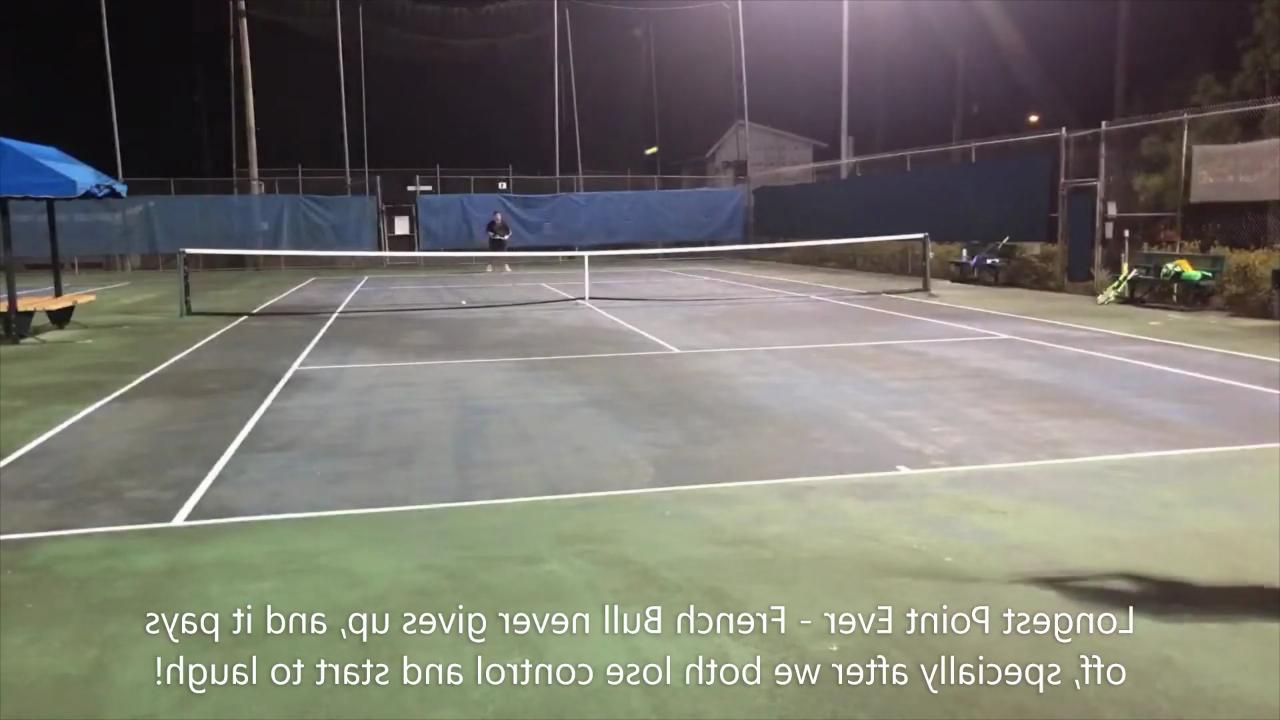 Longest Point Ever - French Bull never gives up, and it pays
off, specially after we both lose control and start to laugh!